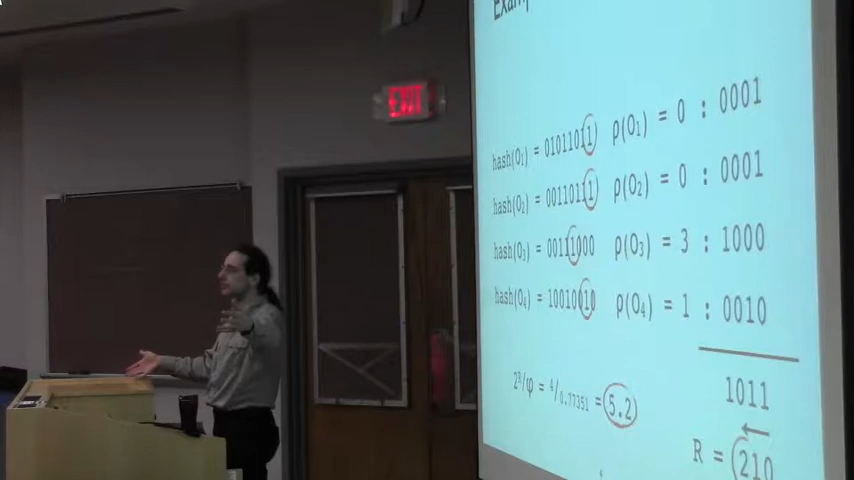 EXIT
hash(O₁) = 01011011 ρ(O₁) = 0 : 0001
hash(O₂) = 00110111 ρ(O₂) = 0 : 0001
hash(O₃) = 00111000 ρ(O₃) = 3 : 1000
hash(O₄) = 10010010 ρ(O₄) = 1 : 0010
1011
2²/φ = ⁴/₀.₇₇₃₅₁ = 5.2
R = 210